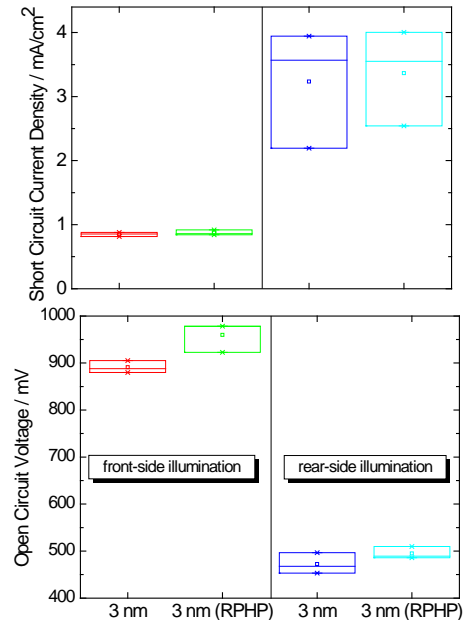 Short Circuit Current Density / mA/cm²
4
3
2
1
0
Open Circuit Voltage / mV
1000
900
800
700
600
500
400
front-side illumination
rear-side illumination
3 nm 3 nm (RPHP) 3 nm 3 nm (RPHP)